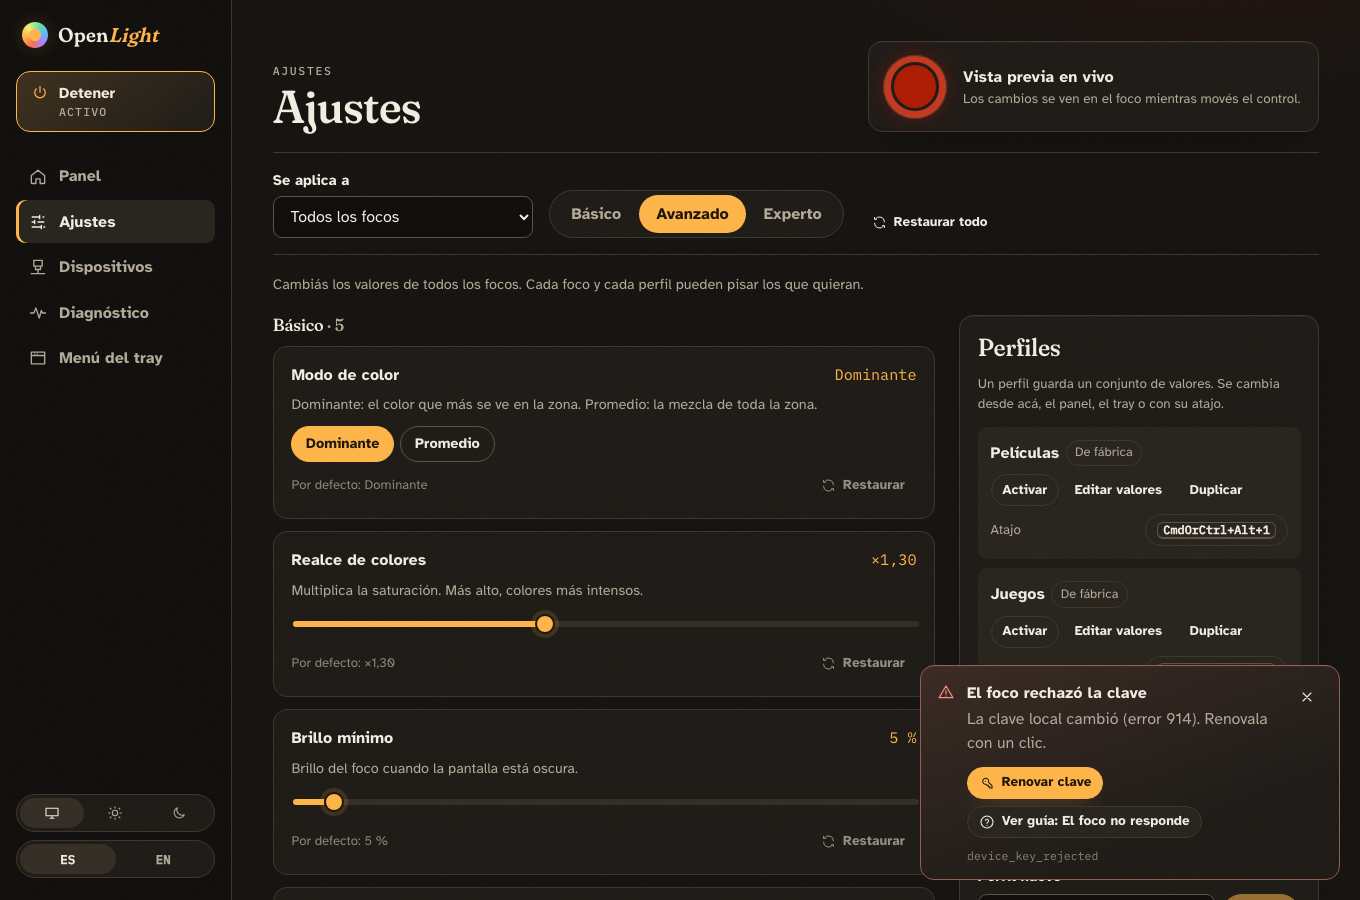 OpenLight
Detener
ACTIVO
Panel
Ajustes
Dispositivos
Diagnóstico
Menú del tray
ES
EN
AJUSTES
Ajustes
Vista previa en vivo
Los cambios se ven en el foco mientras movés el control.
Se aplica a
Todos los focos
Básico
Avanzado
Experto
Restaurar todo
Cambiás los valores de todos los focos. Cada foco y cada perfil pueden pisar los que quieran.
Básico · 5
Modo de color
Dominante
Dominante: el color que más se ve en la zona. Promedio: la mezcla de toda la zona.
Dominante
Promedio
Por defecto: Dominante
Restaurar
Realce de colores
×1,30
Multiplica la saturación. Más alto, colores más intensos.
Por defecto: ×1,30
Restaurar
Brillo mínimo
5 %
Brillo del foco cuando la pantalla está oscura.
Por defecto: 5 %
Restaurar
Perfiles
Un perfil guarda un conjunto de valores. Se cambia
desde acá, el panel, el tray o con su atajo.
Películas
De fábrica
Activar
Editar valores
Duplicar
Atajo
CmdOrCtrl+Alt+1
Juegos
De fábrica
Activar
Editar valores
Duplicar
El foco rechazó la clave
La clave local cambió (error 914). Renovala
con un clic.
Renovar clave
Ver guía: El foco no responde
device_key_rejected